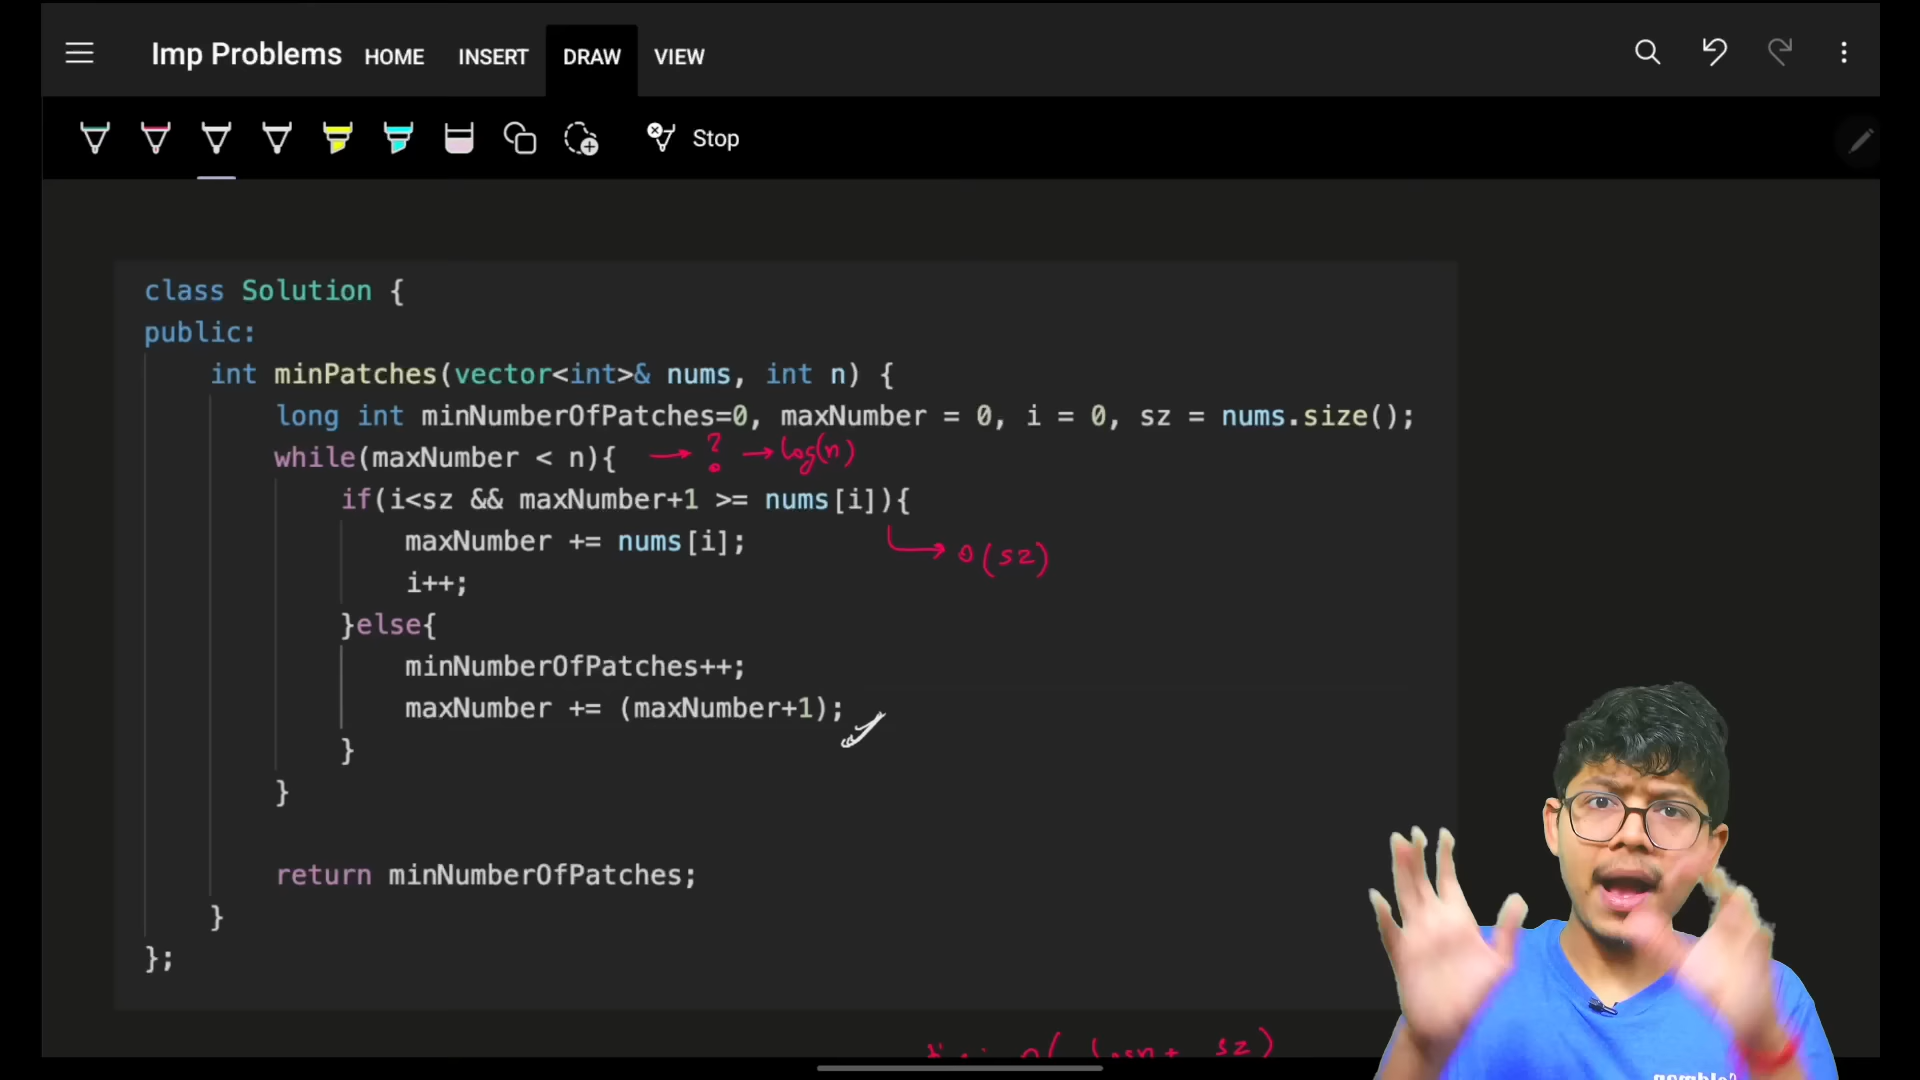 Imp Problems HOME INSERT DRAW VIEW
Stop
class Solution {
public:
int minPatches(vector<int>& nums, int n) {
long int minNumberOfPatches=0, maxNumber = 0, i = 0, sz = nums.size();
while(maxNumber < n){ → ? → log(n)
if(i<sz && maxNumber+1 >= nums[i]){
maxNumber += nums[i];
→ O(sz)
i++;
}else{
minNumberOfPatches++;
maxNumber += (maxNumber+1);
}
}
return minNumberOfPatches;
}
};
logn + sz)